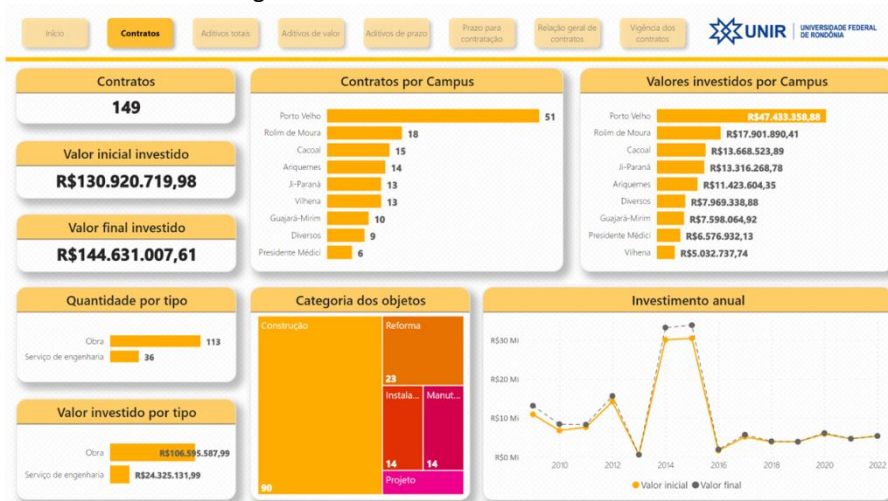 Início
Contratos
Aditivos totais
Aditivos de valor
Aditivos de prazo
Prazo para
contratação
Relação geral de
contratos
Vigência dos
contratos
UNIR
UNIVERSIDADE FEDERAL
DE RONDÔNIA
Contratos
149
Valor inicial investido
R$130.920.719,98
Valor final investido
R$144.631.007,61
Contratos por Campus
Porto Velho 51
Rolim de Moura 18
Cacoal 15
Ariquemes 14
Ji-Paraná 13
Vilhena 13
Guajará-Mirim 10
Diversos 9
Presidente Médici 6
Valores investidos por Campus
Porto Velho R$47.433.358,88
Rolim de Moura R$17.901.890,41
Cacoal R$13.668.523,89
Ji-Paraná R$13.316.268,78
Ariquemes R$11.423.604,35
Diversos R$7.969.338,88
Guajará-Mirim R$7.598.064,92
Presidente Médici R$6.576.932,13
Vilhena R$5.032.737,74
Quantidade por tipo
Obra 113
Serviço de engenharia 36
Valor investido por tipo
Obra R$106.595.587,99
Serviço de engenharia R$24.325.131,99
Categoria dos objetos
Construção
90
Reforma
23
Instala...
14
Manut...
14
Projeto
Investimento anual
R$30 Mi
R$20 Mi
R$10 Mi
R$0 Mi
2010 2012 2014 2016 2018 2020 2022
Valor inicial Valor final